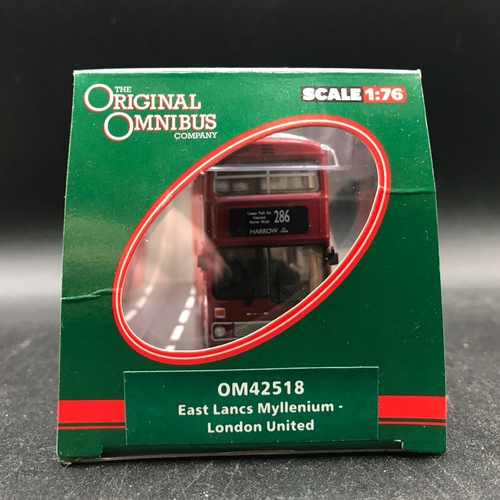 THE
ORIGINAL
OMNIBUS
COMPANY
SCALE 1:76
286
HARROW
OM42518
East Lancs Myllenium -
London United